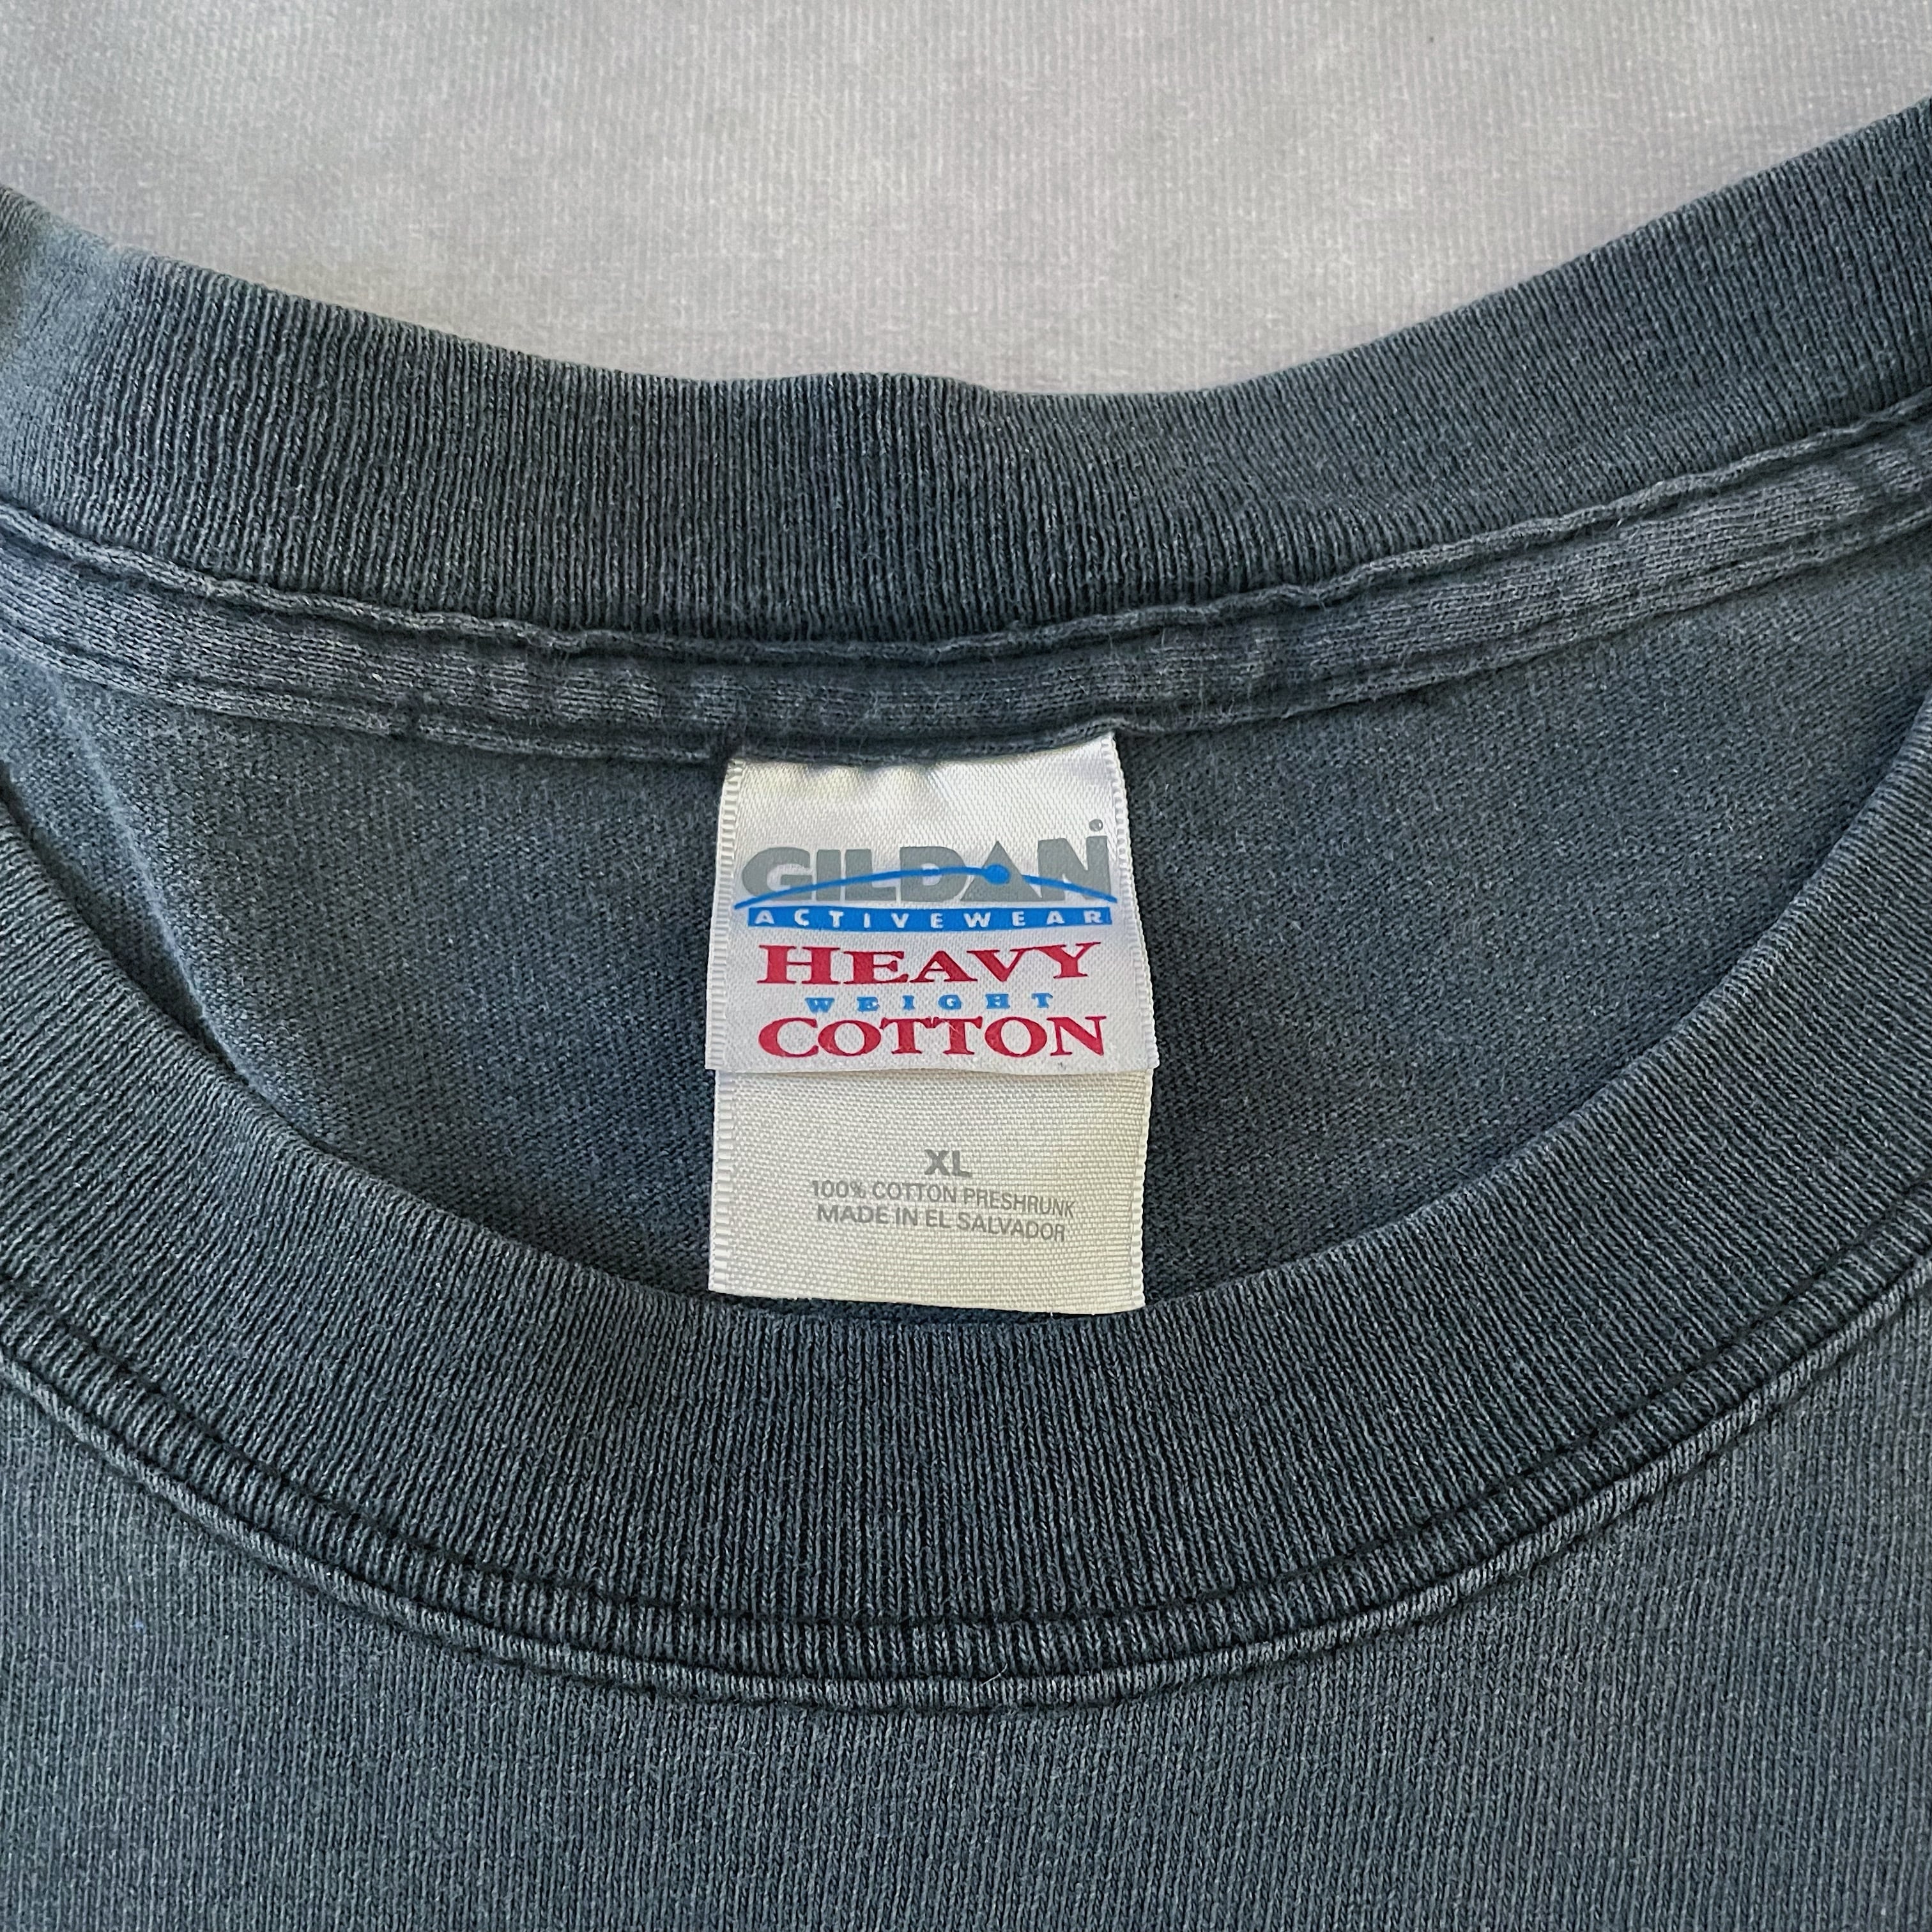 GILDAN
ACTIVEWEAR
HEAVY
WEIGHT
COTTON
XL
100% COTTON PRESHRUNK
MADE IN EL SALVADOR